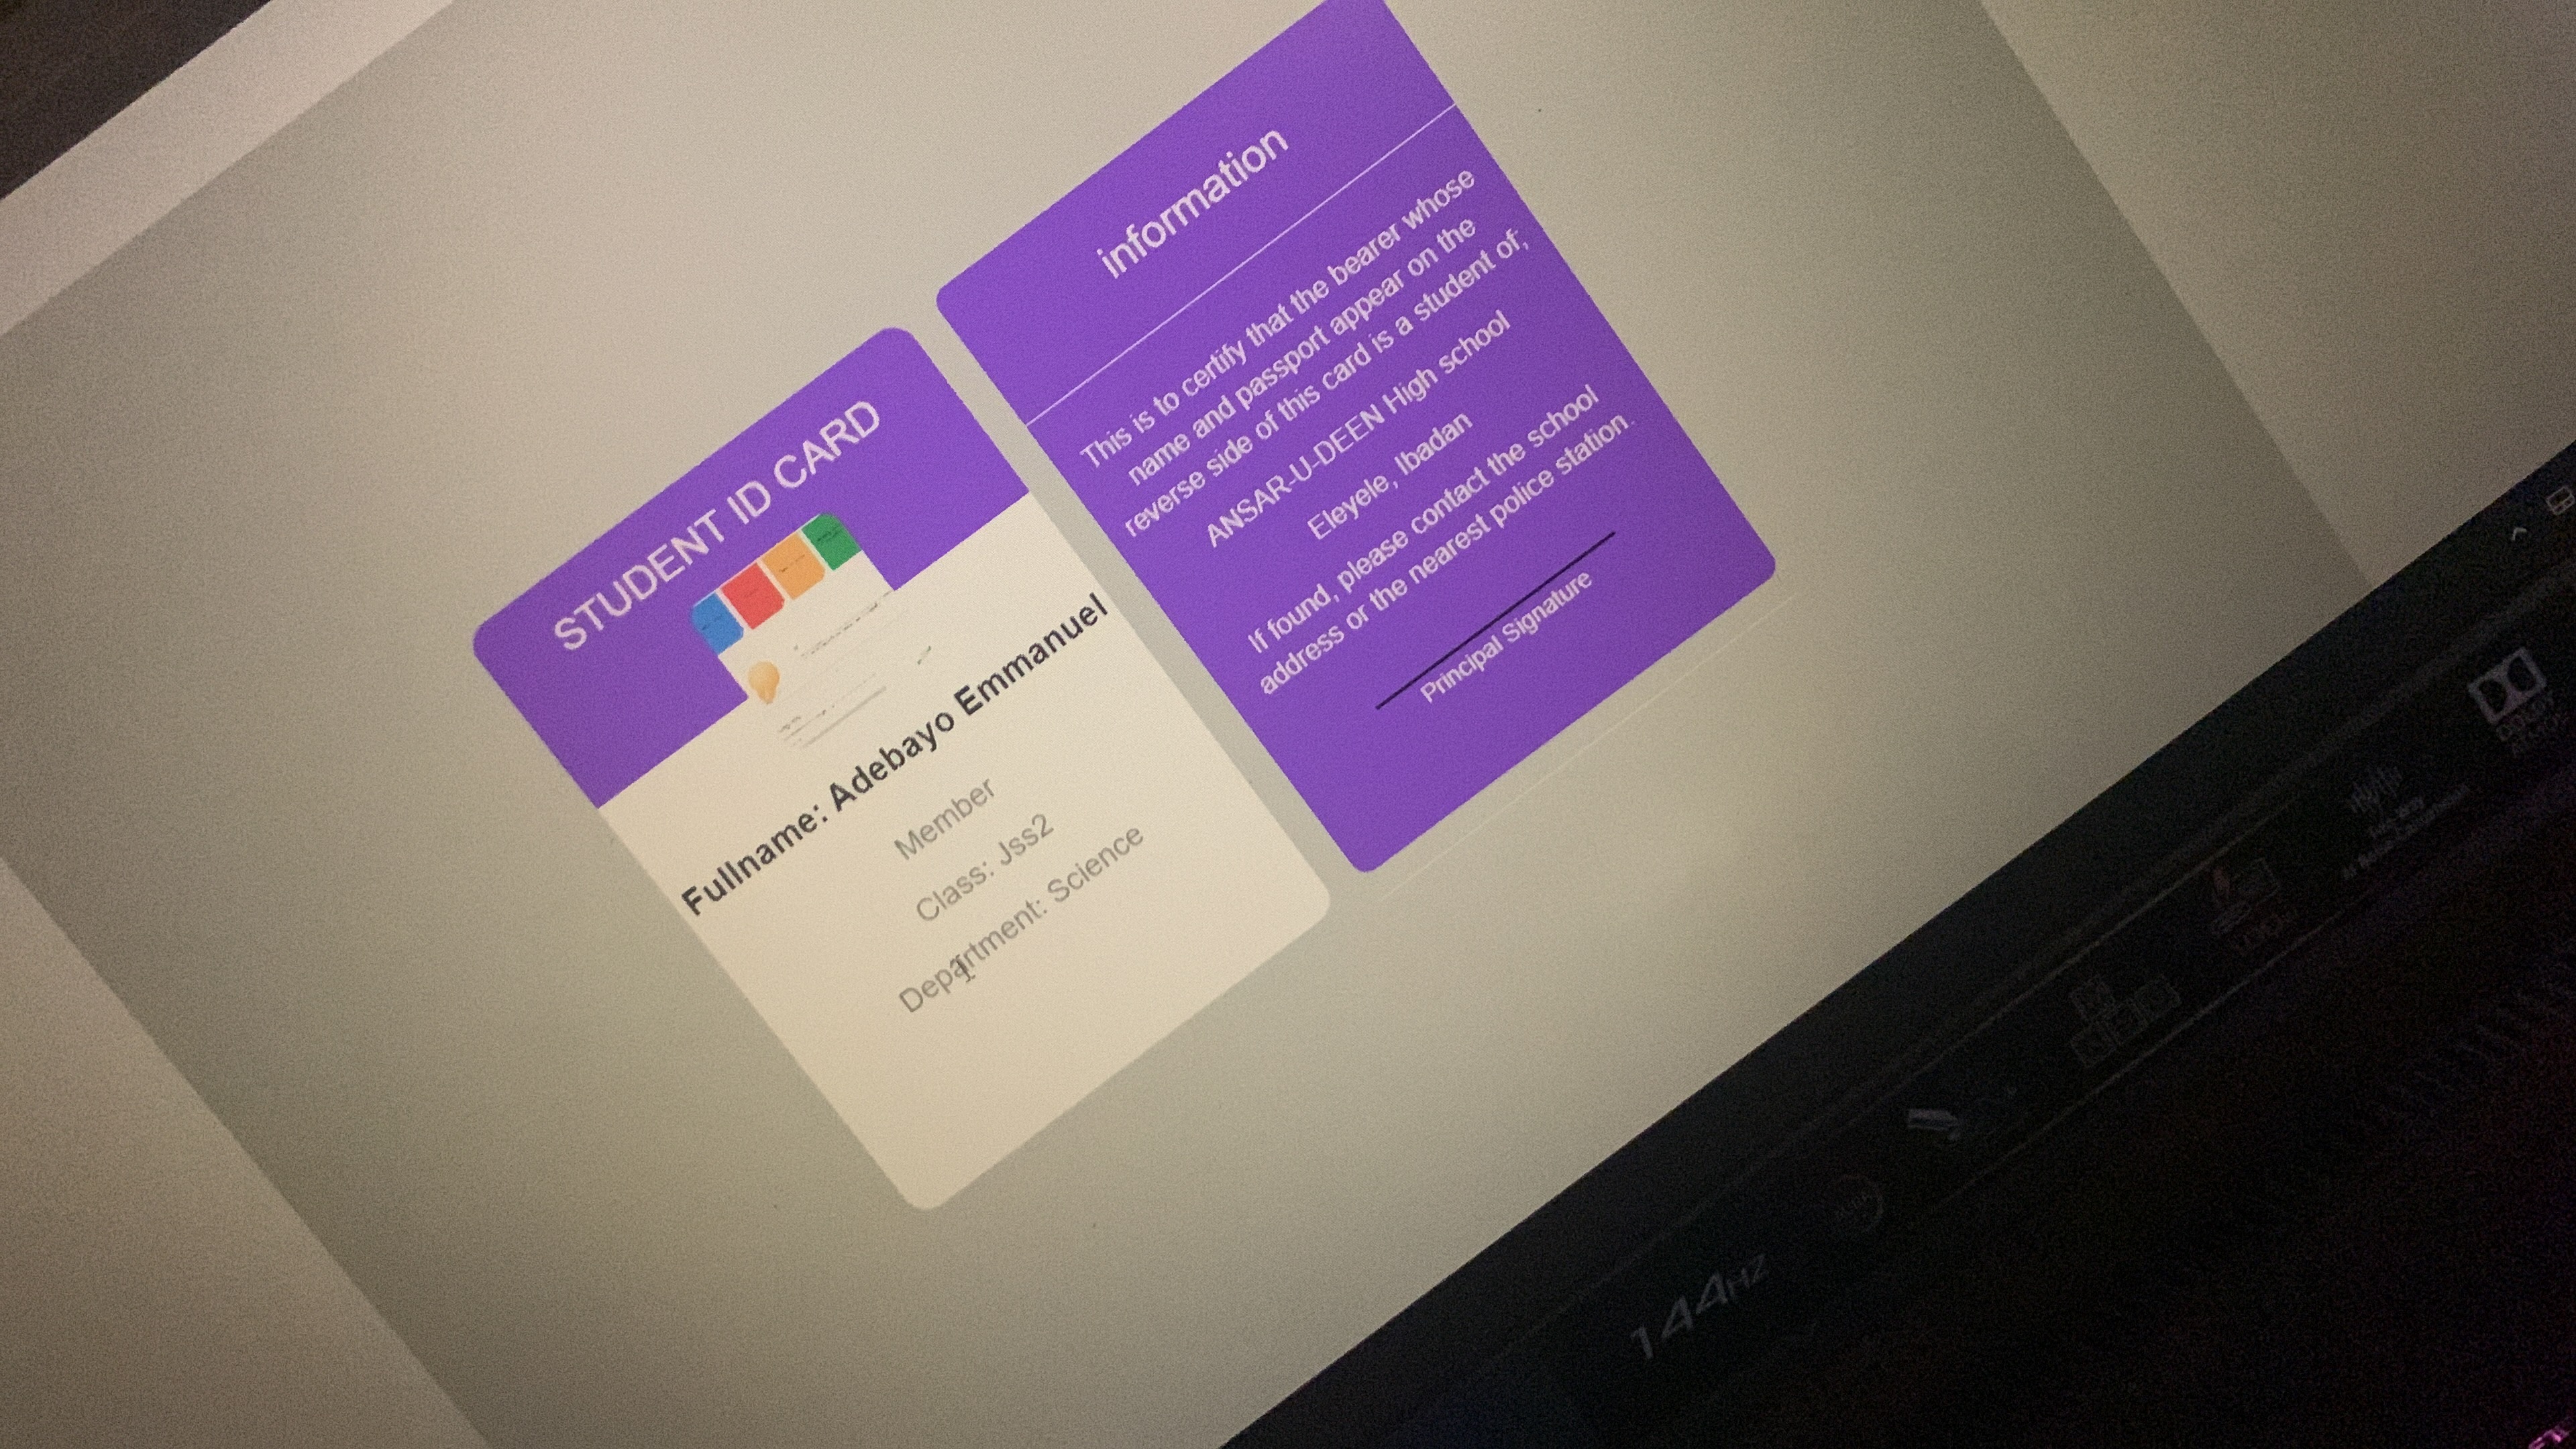 STUDENT ID CARD
Fullname: Adebayo Emmanuel
Member
Class: Jss2
Department: Science
information
This is to certify that the bearer whose
name and passport appear on the
reverse side of this card is a student of,
ANSAR-U-DEEN High school
Eleyele, Ibadan
If found, please contact the school
address or the nearest police station.
Principal Signature
144HZ